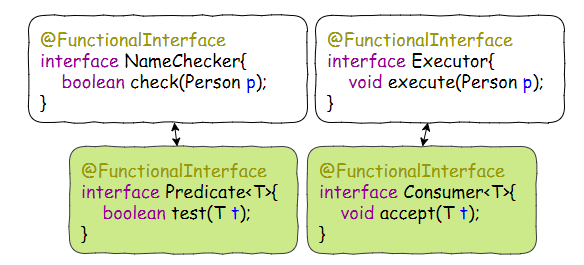 @FunctionalInterface
interface NameChecker{
boolean check(Person p);
}
@FunctionalInterface
interface Executor{
void execute(Person p);
}
@FunctionalInterface
interface Predicate<T>{
boolean test(T t);
}
@FunctionalInterface
interface Consumer<T>{
void accept(T t);
}